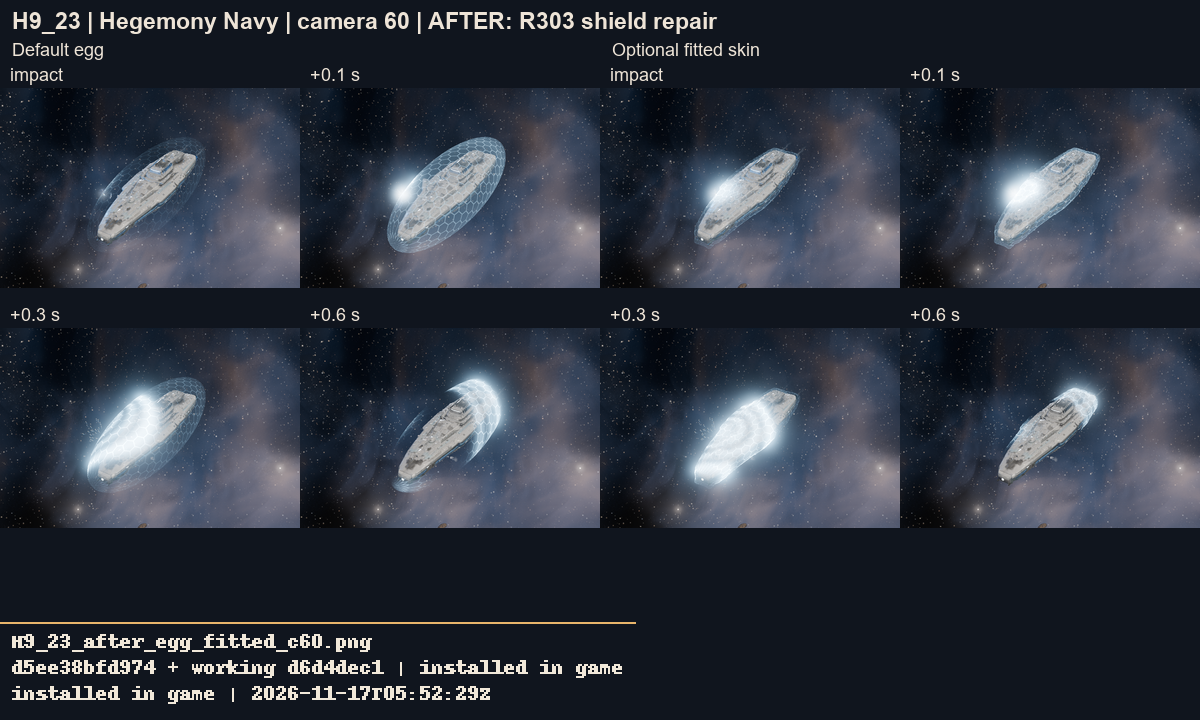 H9_23 | Hegemony Navy | camera 60 | AFTER: R303 shield repair
Default egg
Optional fitted skin
impact
+0.1 s
impact
+0.1 s
+0.3 s
+0.6 s
+0.3 s
+0.6 s
H9_23_after_egg_fitted_c60.png
d5ee38bfd974 + working d6d4dec1 | installed in game
installed in game | 2026-11-17T05:52:29Z